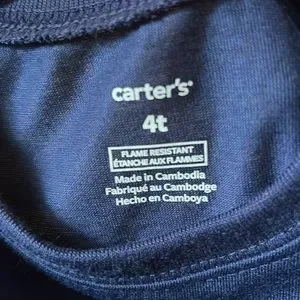 carter's
4t
FLAME RESISTANT
ÉTANCHE AUX FLAMMES
Made in Cambodia
Fabriqué au Cambodge
Hecho en Camboya